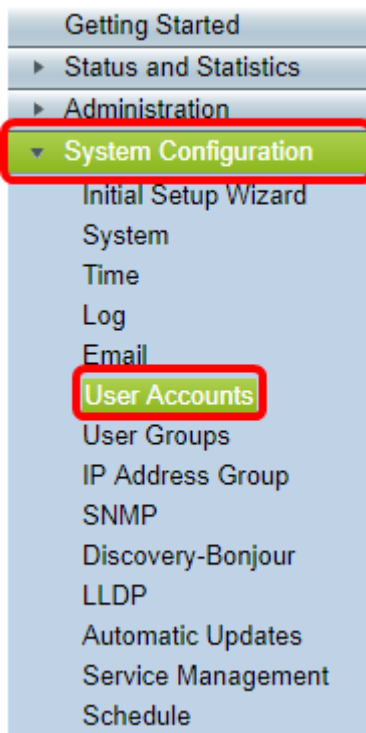 Getting Started
Status and Statistics
Administration
System Configuration
Initial Setup Wizard
System
Time
Log
Email
User Accounts
User Groups
IP Address Group
SNMP
Discovery-Bonjour
LLDP
Automatic Updates
Service Management
Schedule